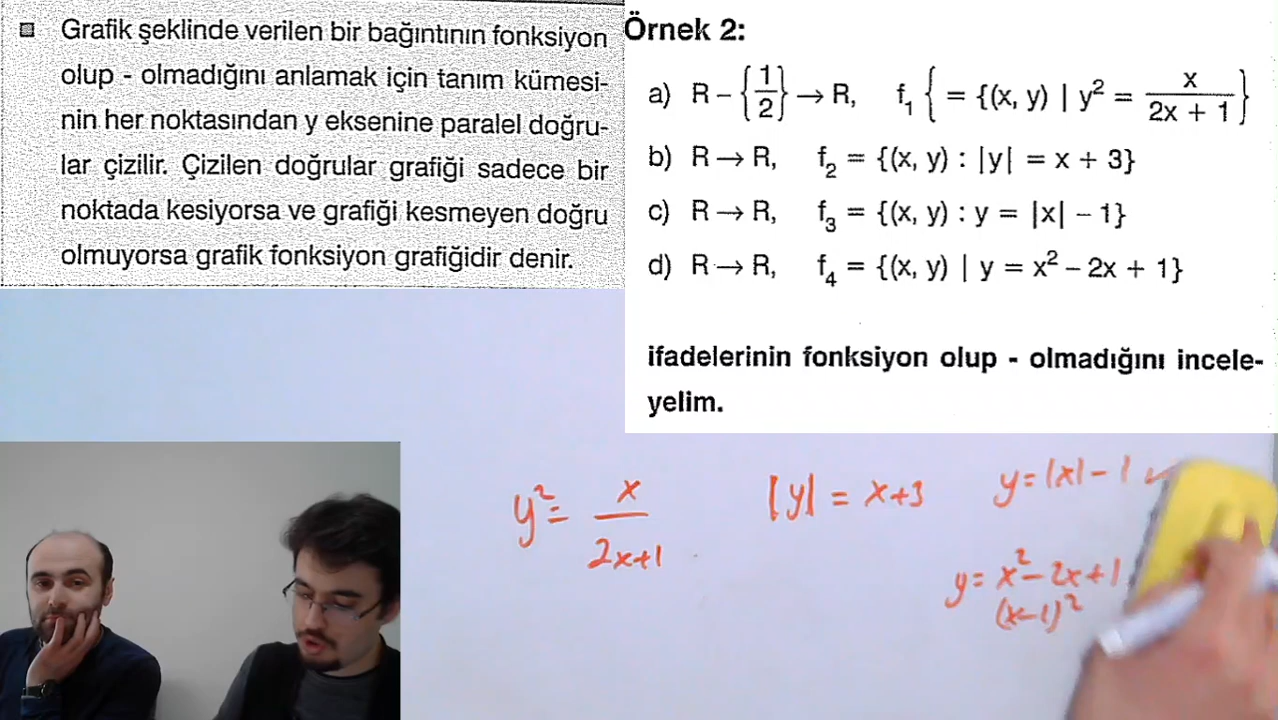 Grafik şeklinde verilen bir bağıntının fonksiyon
olup - olmadığını anlamak için tanım kümesi-
nin her noktasından y eksenine paralel doğru-
lar çizilir. Çizilen doğrular grafiği sadece bir
noktada kesiyorsa ve grafiği kesmeyen doğru
olmuyorsa grafik fonksiyon grafiğidir denir.
Örnek 2:
a) R – {1/2} → R, f₁ { = {(x, y) | y² = x/(2x + 1)}
b) R → R, f₂ = {(x, y) : |y| = x + 3}
c) R → R, f₃ = {(x, y) : y = |x| – 1}
d) R → R, f₄ = {(x, y) | y = x² – 2x + 1}
ifadelerinin fonksiyon olup - olmadığını incele-
yelim.
y² = x/(2x+1)
|y| = x+3
y = |x| - 1 ✓
y = x² - 2x + 1
(x-1)²